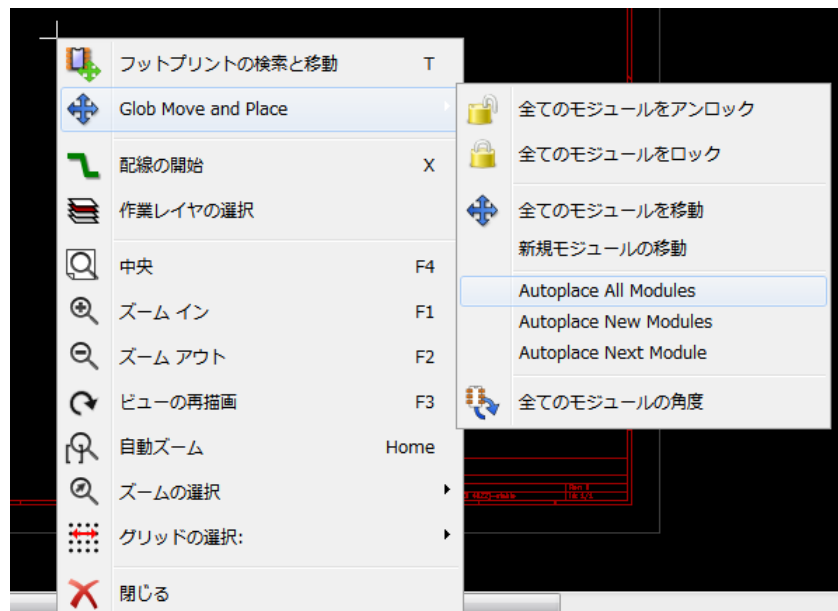 フットプリントの検索と移動 T
Glob Move and Place
配線の開始 X
作業レイヤの選択
中央 F4
ズーム イン F1
ズーム アウト F2
ビューの再描画 F3
自動ズーム Home
ズームの選択
グリッドの選択:
閉じる
全てのモジュールをアンロック
全てのモジュールをロック
全てのモジュールを移動
新規モジュールの移動
Autoplace All Modules
Autoplace New Modules
Autoplace Next Module
全てのモジュールの角度